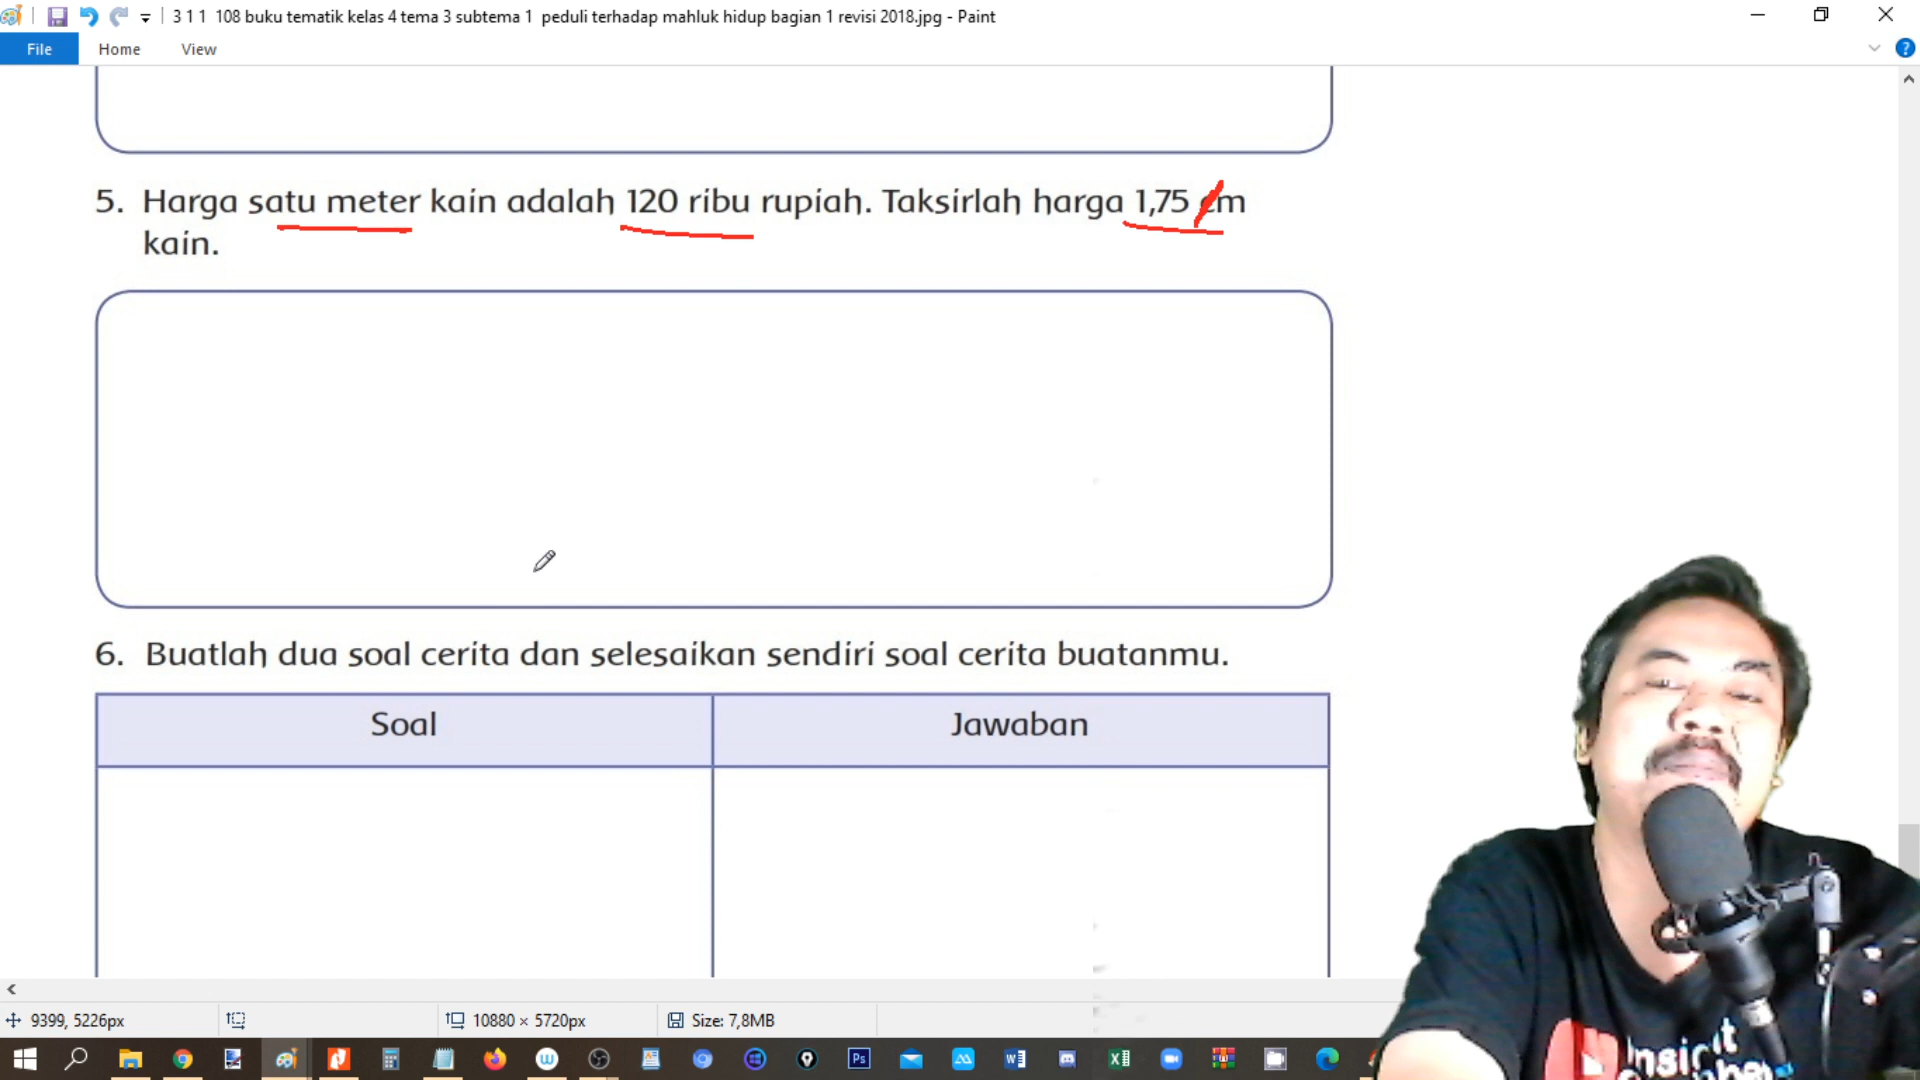 3 1 1 108 buku tematik kelas 4 tema 3 subtema 1 peduli terhadap mahluk hidup bagian 1 revisi 2018.jpg - Paint
File Home View
5. Harga satu meter kain adalah 120 ribu rupiah. Taksirlah harga 1,75 cm
kain.
6. Buatlah dua soal cerita dan selesaikan sendiri soal cerita buatanmu.
Soal Jawaban
9399, 5226px 10880 × 5720px Size: 7,8MB